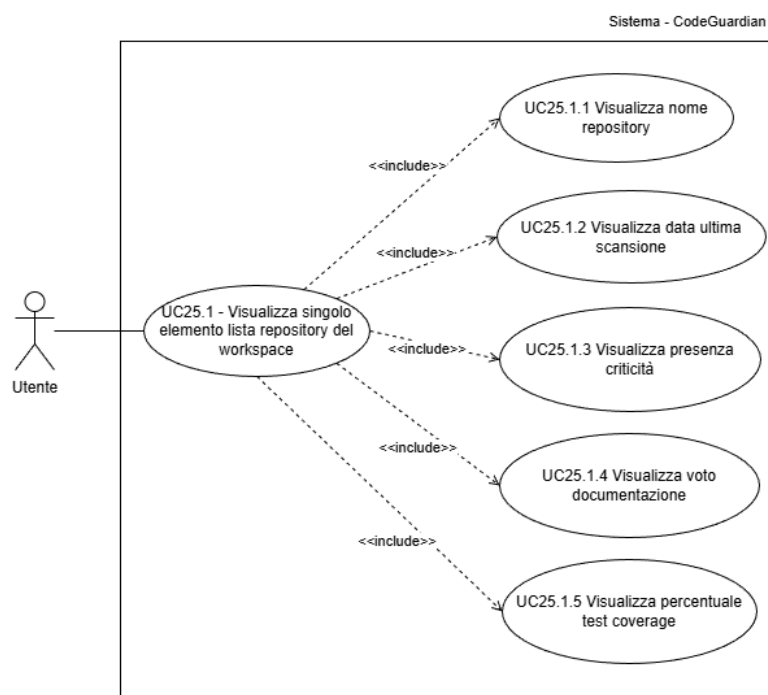 Sistema - CodeGuardian
UC25.1.1 Visualizza nome
repository
<<include>>
UC25.1.2 Visualizza data ultima
scansione
<<include>>
UC25.1 - Visualizza singolo
elemento lista repository del
workspace
Utente
UC25.1.3 Visualizza presenza
criticità
<<include>>
UC25.1.4 Visualizza voto
documentazione
<<include>>
<<include>>
UC25.1.5 Visualizza percentuale
test coverage